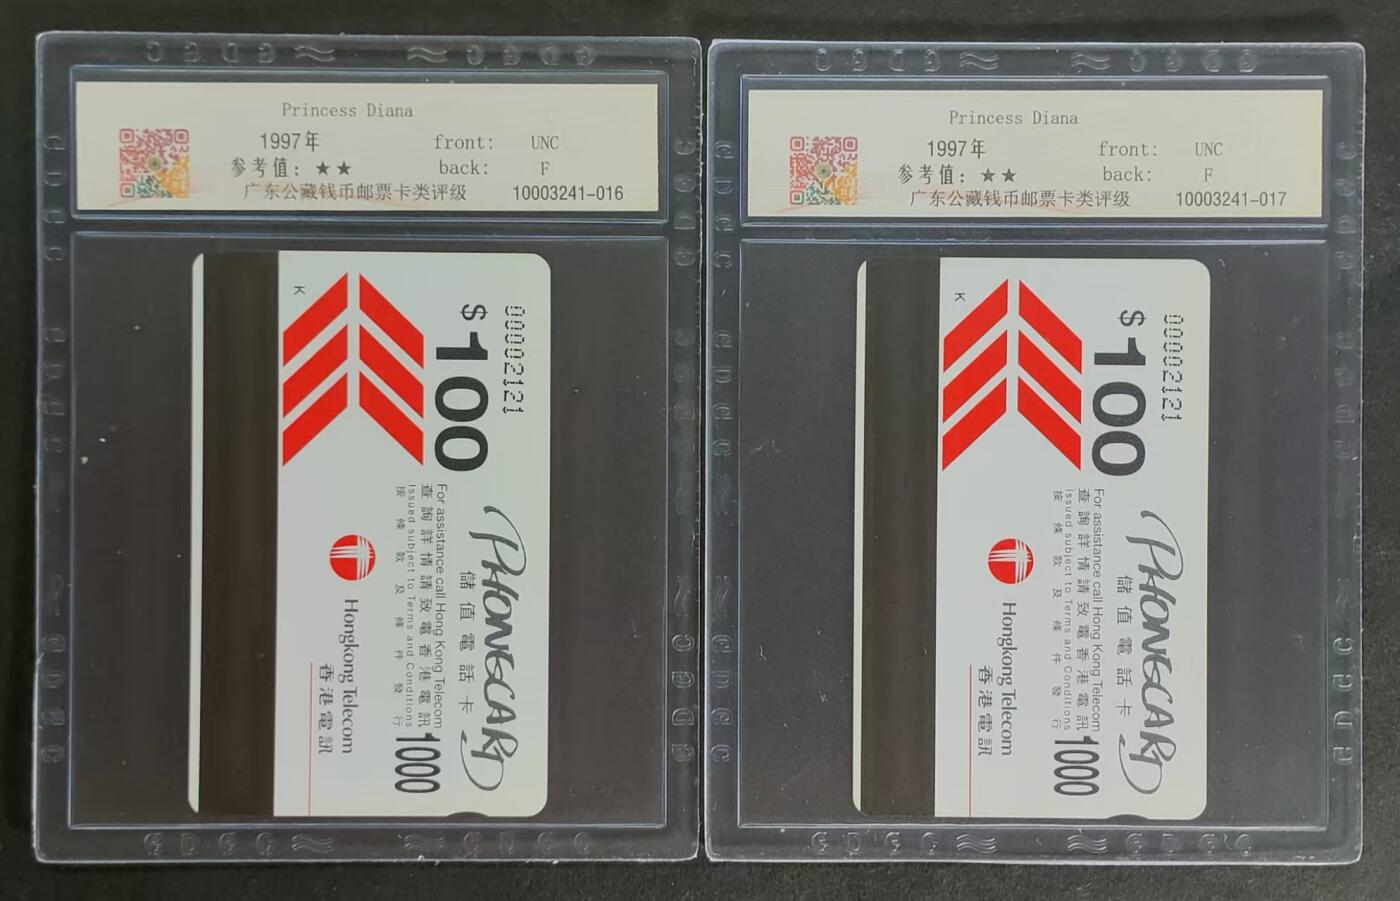 Princess Diana
1997年
front: UNC
参考值: ★★
back: F
广东公藏钱币邮票卡类评级
10003241-016
K
$100
00002121
PHONECARD
儲值電話卡
For assistance call Hong Kong Telecom
查詢詳情請致電香港電訊
Issued subject to Terms and Conditions
按條款及條件發行
1000
Hongkong Telecom
香港電訊
Princess Diana
1997年
front: UNC
参考值: ★★
back: F
广东公藏钱币邮票卡类评级
10003241-017
K
$100
00002121
PHONECARD
儲值電話卡
For assistance call Hong Kong Telecom
查詢詳情請致電香港電訊
Issued subject to Terms and Conditions
按條款及條件發行
1000
Hongkong Telecom
香港電訊